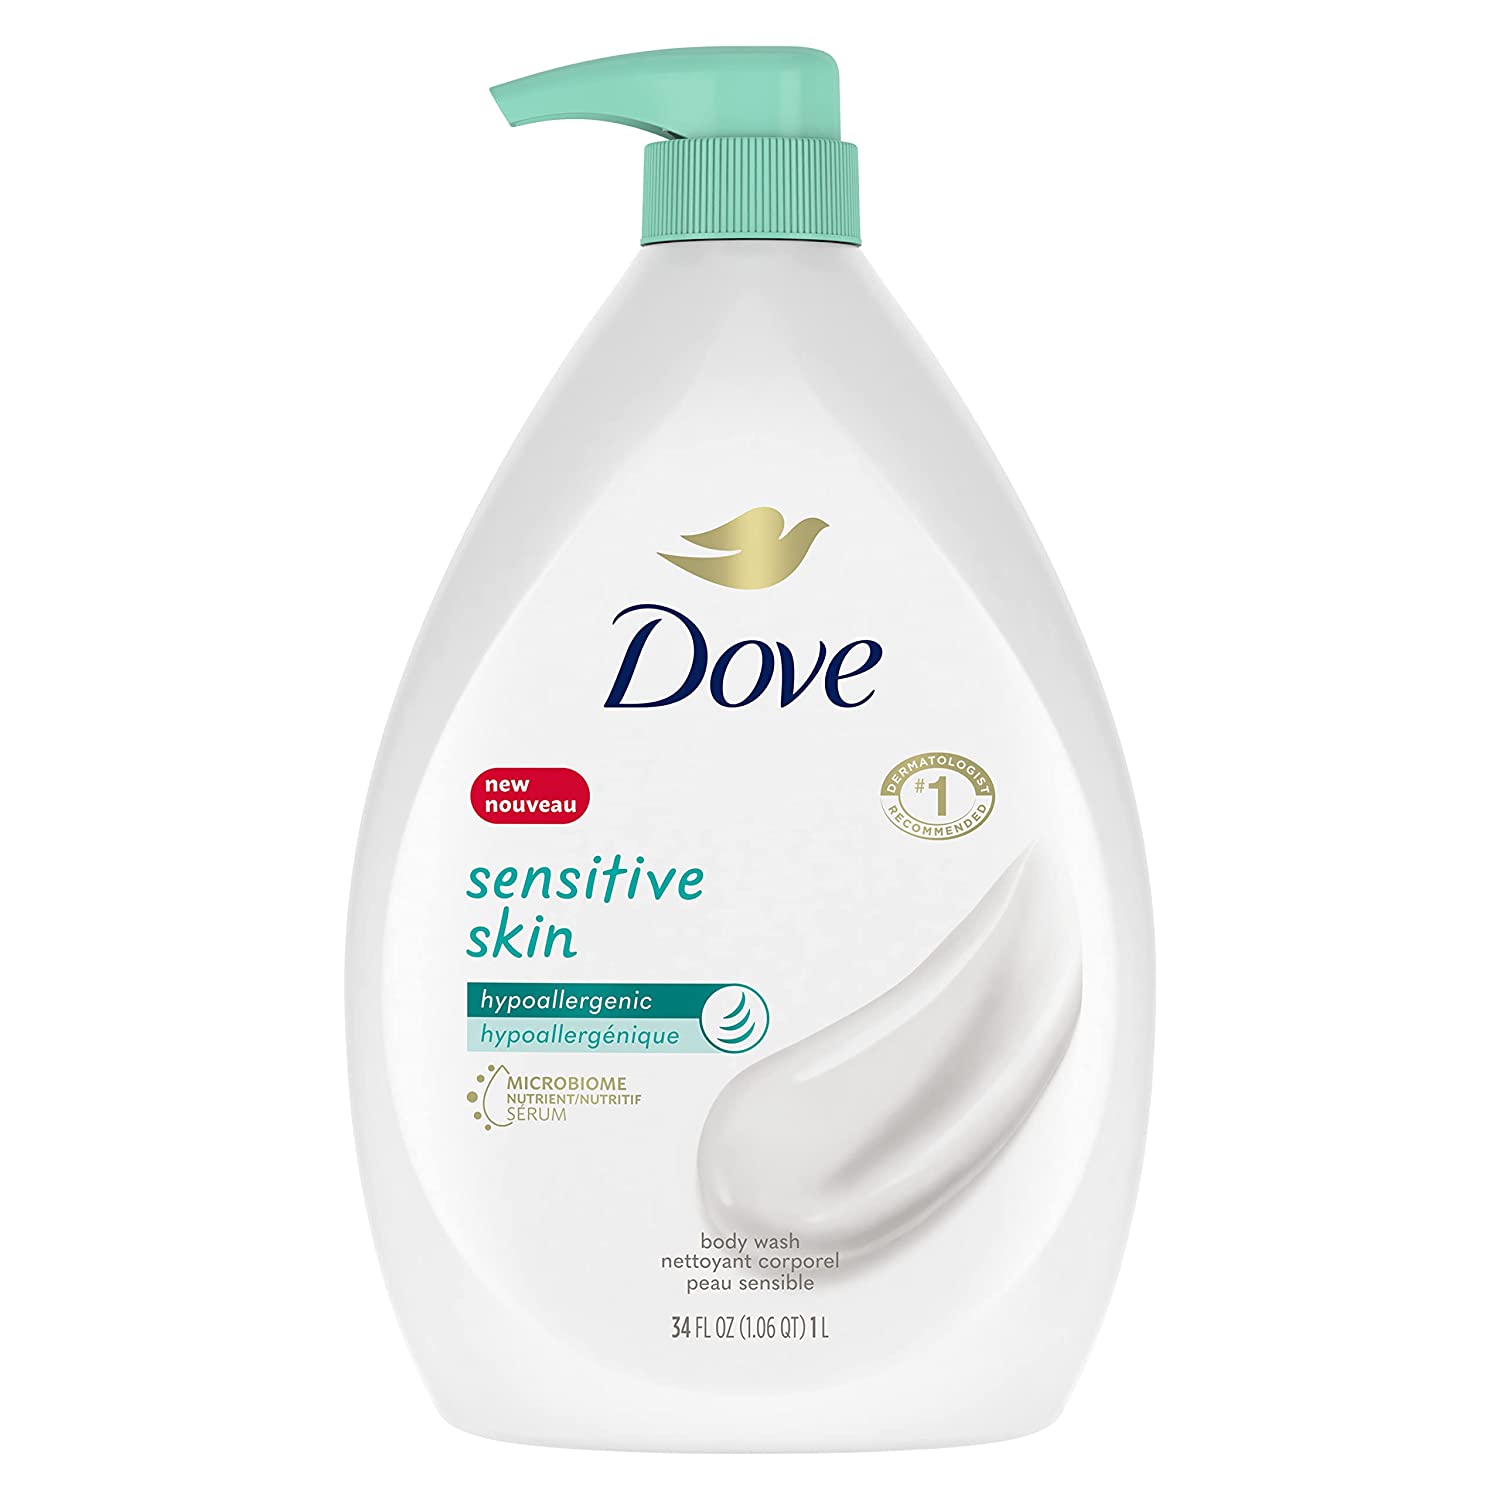 Dove
new
nouveau
DERMATOLOGIST
#1
RECOMMENDED
sensitive
skin
hypoallergenic
hypoallergénique
MICROBIOME
NUTRIENT/NUTRITIF
SÉRUM
body wash
nettoyant corporel
peau sensible
34 FL OZ (1.06 QT) 1 L